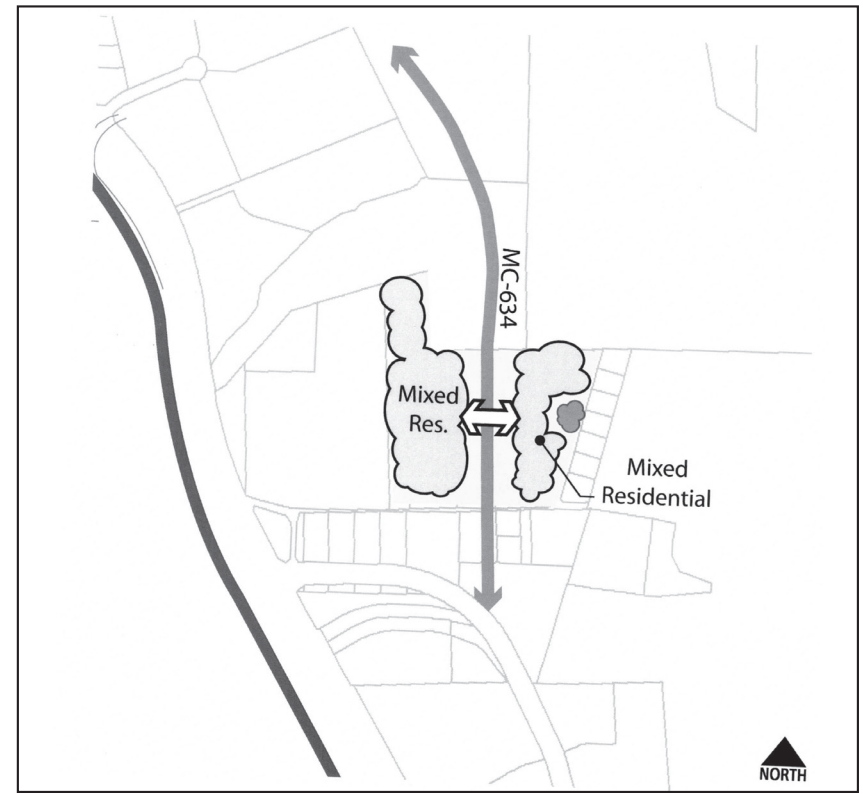 MC-634
Mixed
Res.
Mixed
Residential
NORTH